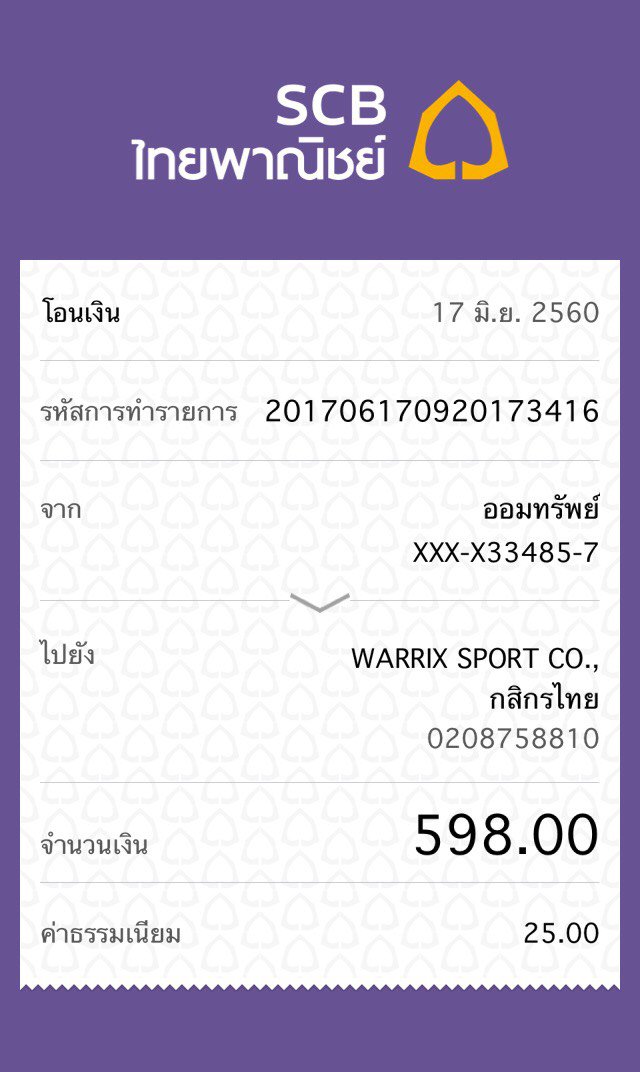 SCB
ไทยพาณิชย์
โอนเงิน 17 มิ.ย. 2560
รหัสการทำรายการ 201706170920173416
จาก ออมทรัพย์
XXX-X33485-7
ไปยัง WARRIX SPORT CO.,
กสิกรไทย
0208758810
จำนวนเงิน 598.00
ค่าธรรมเนียม 25.00